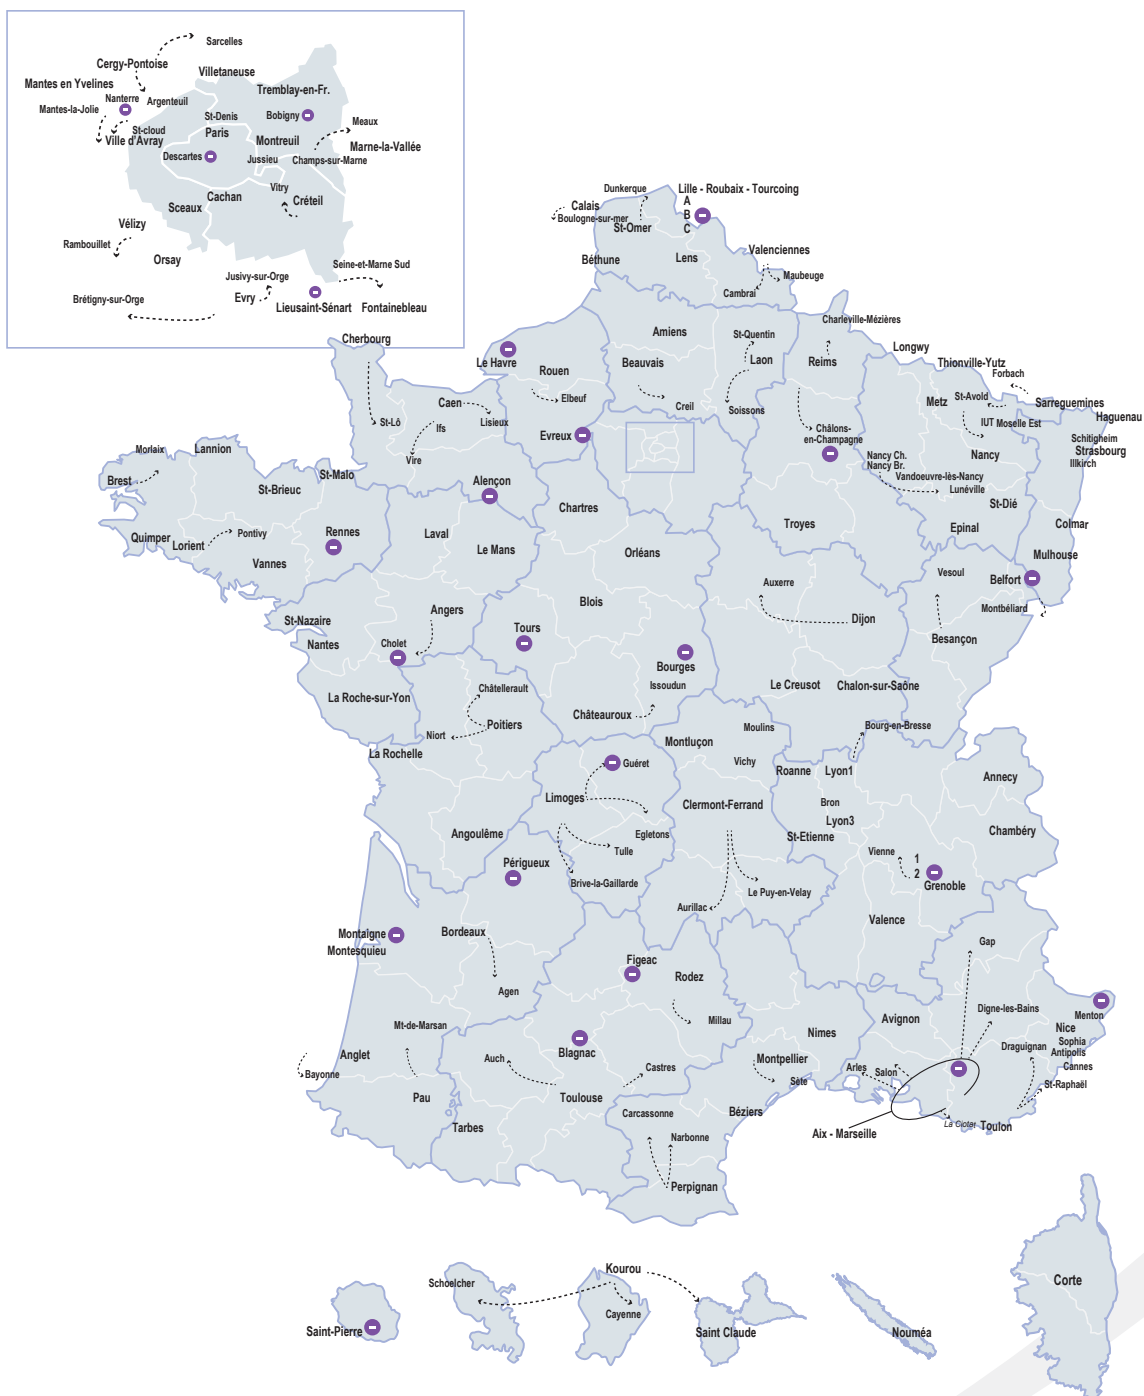 Sarcelles
Cergy-Pontoise
Villetaneuse
Mantes en Yvelines
Tremblay-en-Fr.
Nanterre
Argenteuil
Mantes-la-Jolie
St-Denis
Bobigny
Meaux
St-cloud
Ville d'Avray
Paris
Montreuil
Marne-la-Vallée
Descartes
Jussieu
Champs-sur-Marne
Vitry
Cachan
Créteil
Sceaux
Vélizy
Rambouillet
Orsay
Seine-et-Marne Sud
Jusivy-sur-Orge
Brétigny-sur-Orge
Evry
Lieusaint-Sénart
Fontainebleau
Dunkerque
Lille - Roubaix - Tourcoing
A
B
C
Calais
Boulogne-sur-mer
St-Omer
Lens
Béthune
Valenciennes
Maubeuge
Cambrai
Cherbourg
Le Havre
Rouen
Elbeuf
Amiens
Beauvais
Creil
St-Quentin
Laon
Soissons
Charleville-Mézières
Reims
Longwy
Thionville-Yutz
Forbach
Metz
St-Avold
Sarreguemines
Haguenau
IUT Moselle Est
Schitigheim
Strasbourg
Illkirch
Caen
Lisieux
St-Lô
Ifs
Vire
Evreux
Châlons-
en-Champagne
Nancy Ch.
Nancy Br.
Nancy
Vandoeuvre-lès-Nancy
Lunéville
St-Dié
Epinal
Colmar
Mulhouse
Morlaix
Lannion
Brest
St-Brieuc
St-Malo
Alençon
Chartres
Quimper
Lorient
Pontivy
Rennes
Vannes
Laval
Le Mans
Orléans
Troyes
Vesoul
Belfort
Montbéliard
Auxerre
Blois
Dijon
Besançon
St-Nazaire
Nantes
Angers
Cholet
Tours
Bourges
Issoudun
Châteauroux
Le Creusot
Chalon-sur-Saône
La Roche-sur-Yon
Châtellerault
Poitiers
Niort
La Rochelle
Montluçon
Moulins
Vichy
Bourg-en-Bresse
Guéret
Limoges
Clermont-Ferrand
Roanne
Lyon1
Bron
Lyon3
St-Etienne
Annecy
Chambéry
Angoulême
Egletons
Tulle
Périgueux
Brive-la-Gaillarde
Aurillac
Le Puy-en-Velay
Vienne
1
2
Grenoble
Valence
Montaigne
Montesquieu
Bordeaux
Agen
Figeac
Rodez
Millau
Gap
Mt-de-Marsan
Blagnac
Auch
Castres
Toulouse
Nimes
Montpellier
Sète
Avignon
Digne-les-Bains
Menton
Nice
Sophia
Antipolis
Cannes
Draguignan
St-Raphaël
Arles
Salon
Anglet
Bayonne
Pau
Tarbes
Carcassonne
Narbonne
Béziers
Perpignan
Aix - Marseille
La Ciotat
Toulon
Kourou
Schoelcher
Cayenne
Saint-Pierre
Saint Claude
Nouméa
Corte